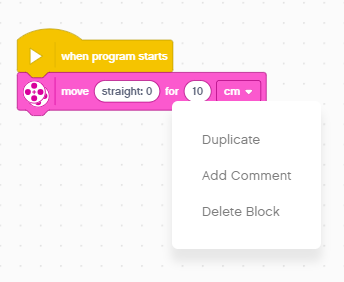 when program starts
move straight: 0 for 10 cm
Duplicate
Add Comment
Delete Block